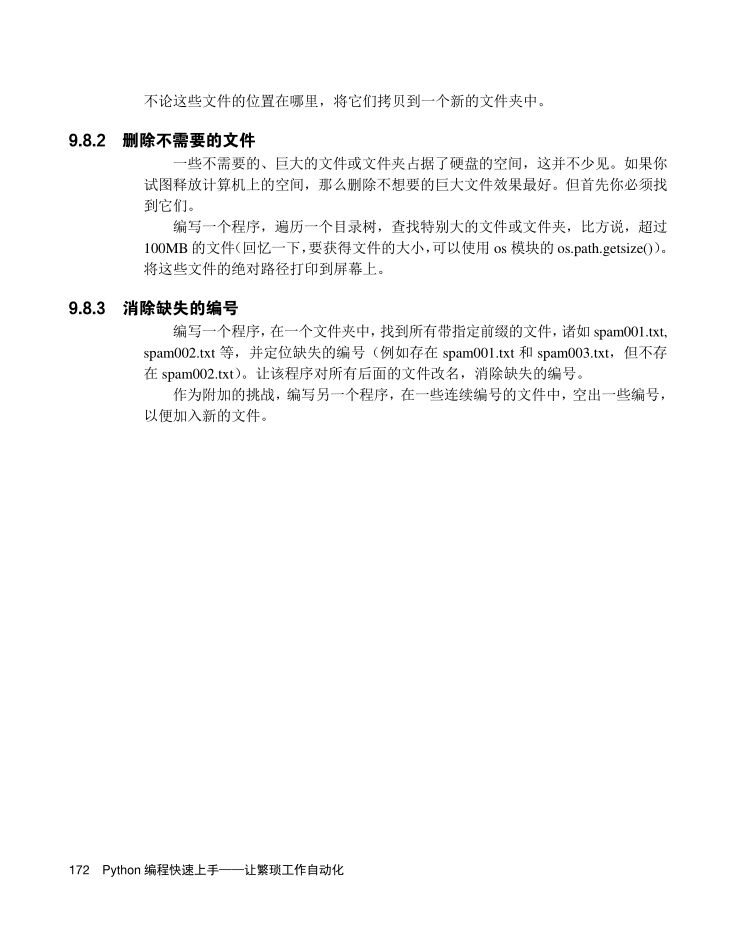 不论这些文件的位置在哪里，将它们拷贝到一个新的文件夹中。
9.8.2 删除不需要的文件
一些不需要的、巨大的文件或文件夹占据了硬盘的空间，这并不少见。如果你
试图释放计算机上的空间，那么删除不想要的巨大文件效果最好。但首先你必须找
到它们。
编写一个程序，遍历一个目录树，查找特别大的文件或文件夹，比方说，超过
100MB 的文件（回忆一下，要获得文件的大小，可以使用 os 模块的 os.path.getsize()）。
将这些文件的绝对路径打印到屏幕上。
9.8.3 消除缺失的编号
编写一个程序，在一个文件夹中，找到所有带指定前缀的文件，诸如 spam001.txt,
spam002.txt 等，并定位缺失的编号（例如存在 spam001.txt 和 spam003.txt，但不存
在 spam002.txt）。让该程序对所有后面的文件改名，消除缺失的编号。
作为附加的挑战，编写另一个程序，在一些连续编号的文件中，空出一些编号，
以便加入新的文件。
172 Python 编程快速上手——让繁琐工作自动化